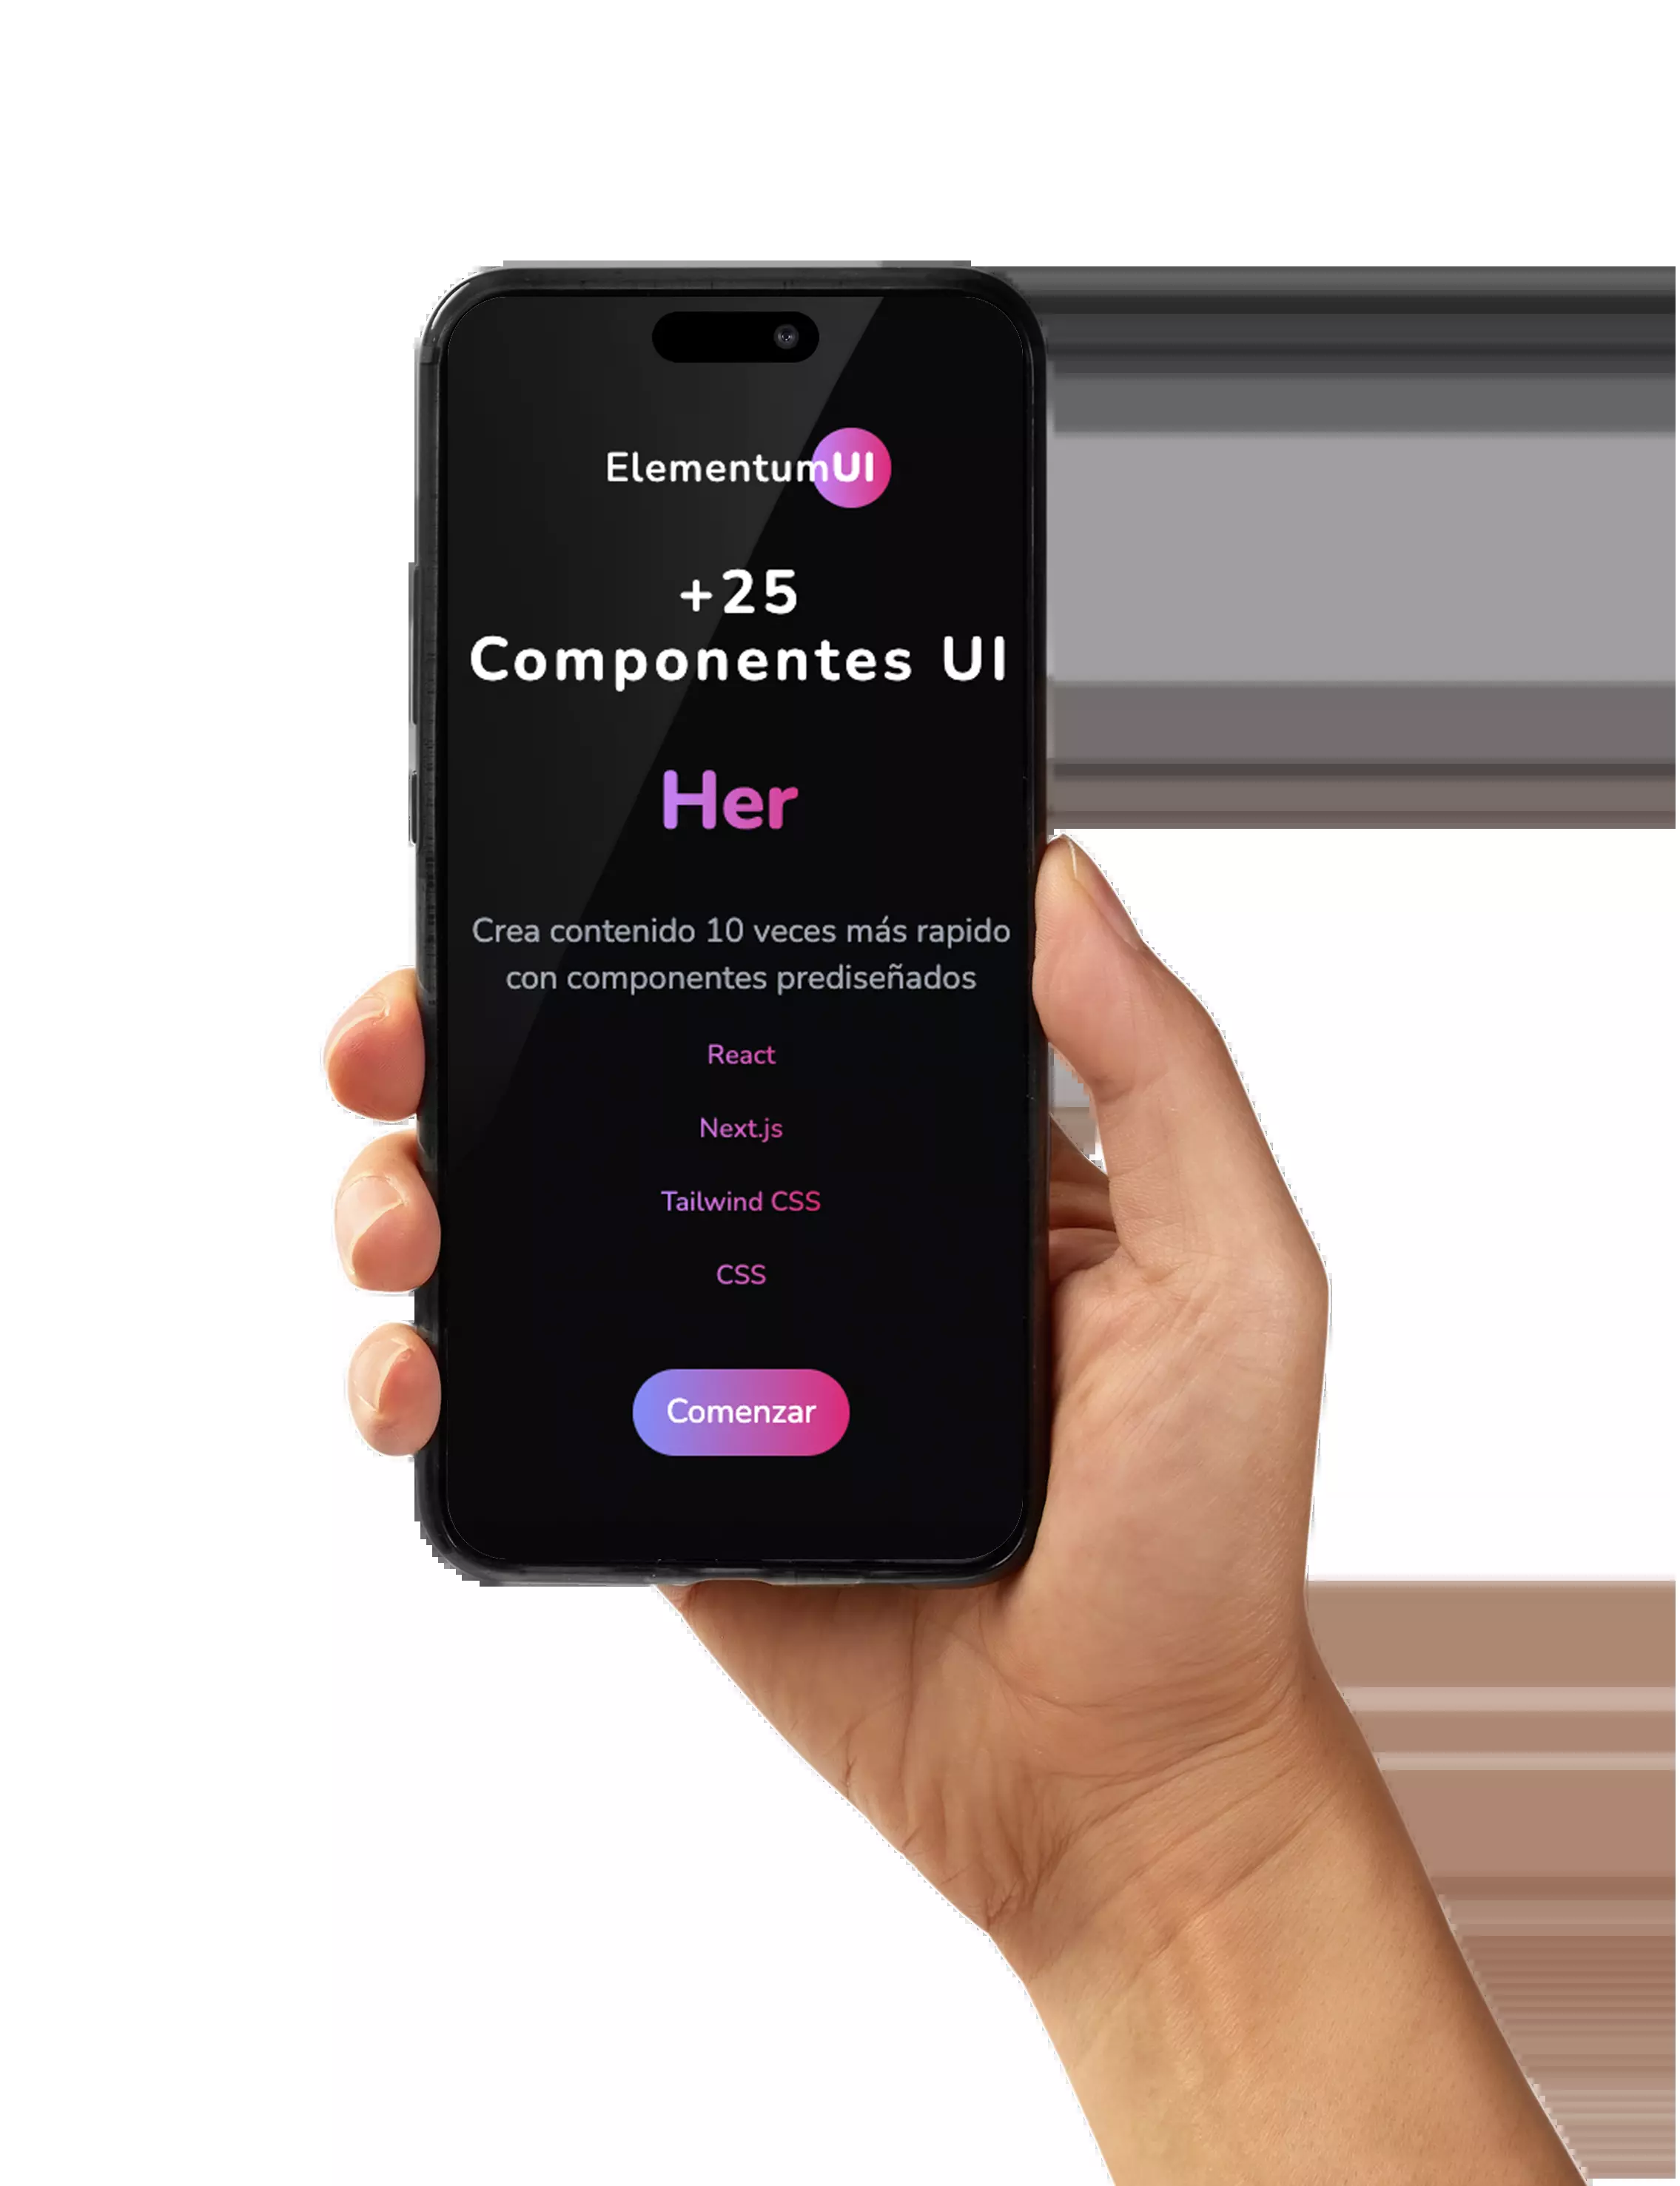 ElementumUI
+25
Componentes UI
Her
Crea contenido 10 veces más rapido
con componentes prediseñados
React
Next.js
Tailwind CSS
CSS
Comenzar